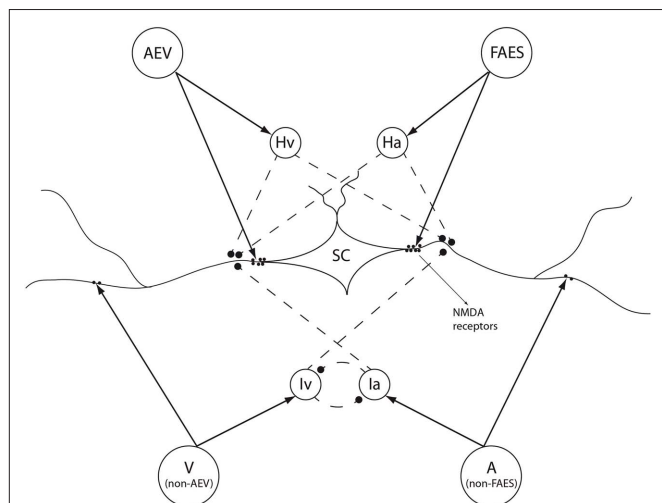 AEV
FAES
Hv
Ha
SC
NMDA
receptors
Iv
Ia
V
(non-AEV)
A
(non-FAES)